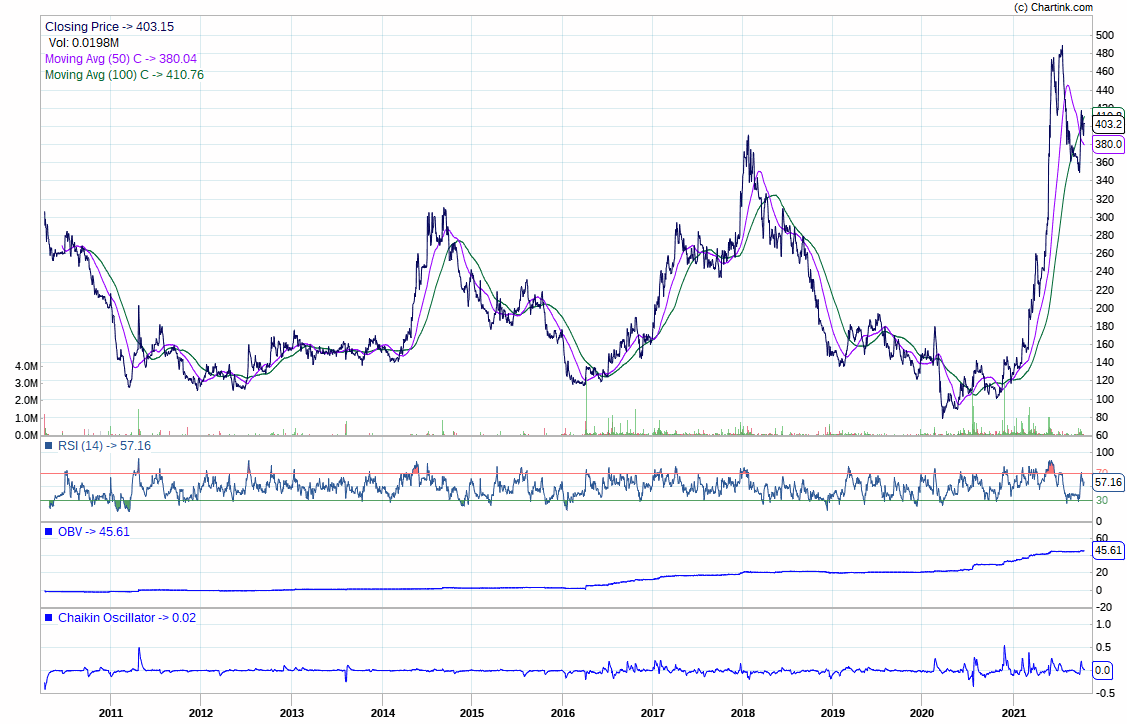 (c) Chartink.com
Closing Price -> 403.15
Vol: 0.0198M
Moving Avg (50) C -> 380.04
Moving Avg (100) C -> 410.76
500
480
460
440
420
410.8
403.2
380.0
360
340
320
300
280
260
240
220
200
180
160
140
120
100
80
60
4.0M
3.0M
2.0M
1.0M
0.0M
RSI (14) -> 57.16
100
70
57.16
30
0
OBV -> 45.61
60
45.61
20
0
-20
Chaikin Oscillator -> 0.02
1.0
0.5
0.0
-0.5
2011 2012 2013 2014 2015 2016 2017 2018 2019 2020 2021